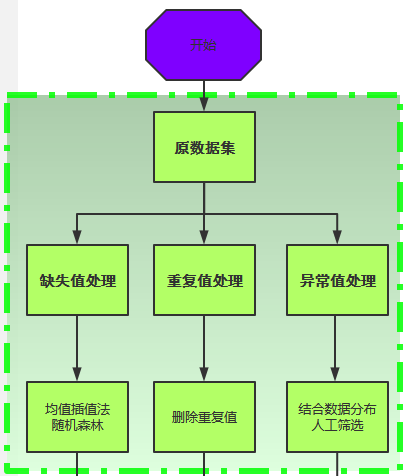 开始
原数据集
缺失值处理
重复值处理
异常值处理
均值插值法
随机森林
删除重复值
结合数据分布
人工筛选